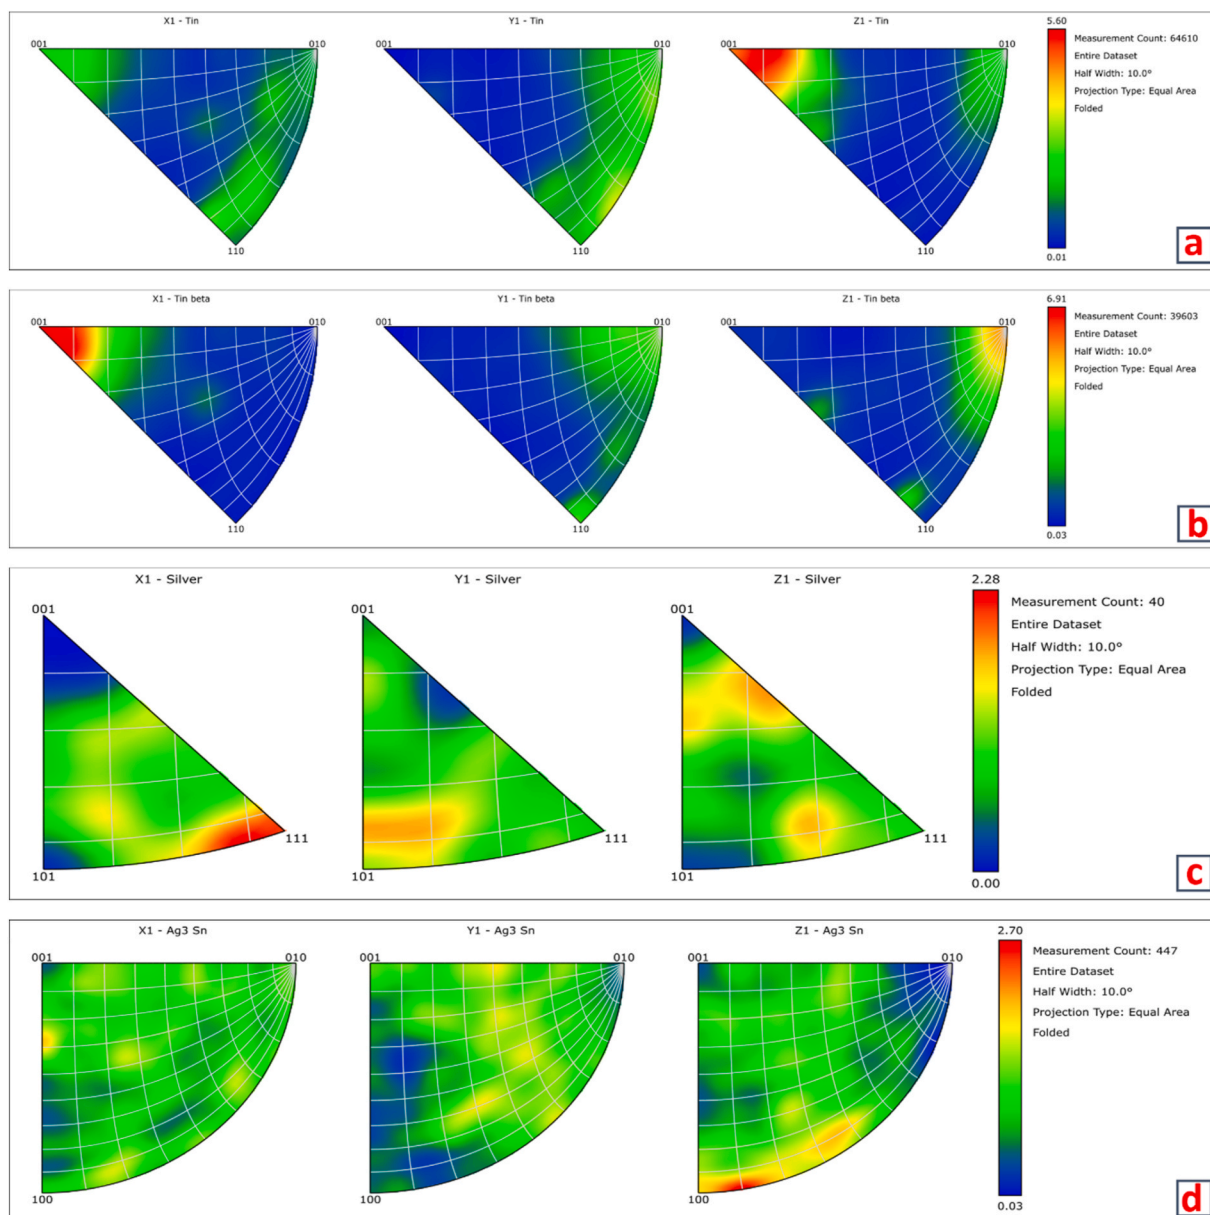 X1 - Tin
Y1 - Tin
Z1 - Tin
5.60
001
010
001
010
001
010
Measurement Count: 64610
Entire Dataset
Half Width: 10.0°
Projection Type: Equal Area
Folded
110
110
110
0.01
a
X1 - Tin beta
Y1 - Tin beta
Z1 - Tin beta
6.91
001
010
001
010
001
010
Measurement Count: 39603
Entire Dataset
Half Width: 10.0°
Projection Type: Equal Area
Folded
110
110
110
0.03
b
X1 - Silver
Y1 - Silver
Z1 - Silver
2.28
001
001
001
Measurement Count: 40
Entire Dataset
Half Width: 10.0°
Projection Type: Equal Area
Folded
111
111
111
101
101
101
0.00
c
X1 - Ag3 Sn
Y1 - Ag3 Sn
Z1 - Ag3 Sn
2.70
001
010
001
010
001
010
Measurement Count: 447
Entire Dataset
Half Width: 10.0°
Projection Type: Equal Area
Folded
100
100
100
0.03
d